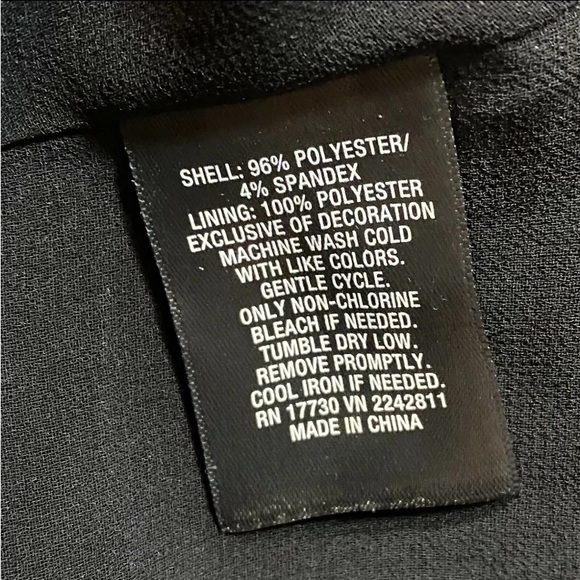 SHELL: 96% POLYESTER/
4% SPANDEX
LINING: 100% POLYESTER
EXCLUSIVE OF DECORATION
MACHINE WASH COLD
WITH LIKE COLORS.
GENTLE CYCLE.
ONLY NON-CHLORINE
BLEACH IF NEEDED.
TUMBLE DRY LOW.
REMOVE PROMPTLY.
COOL IRON IF NEEDED.
RN 17730 VN 2242811
MADE IN CHINA